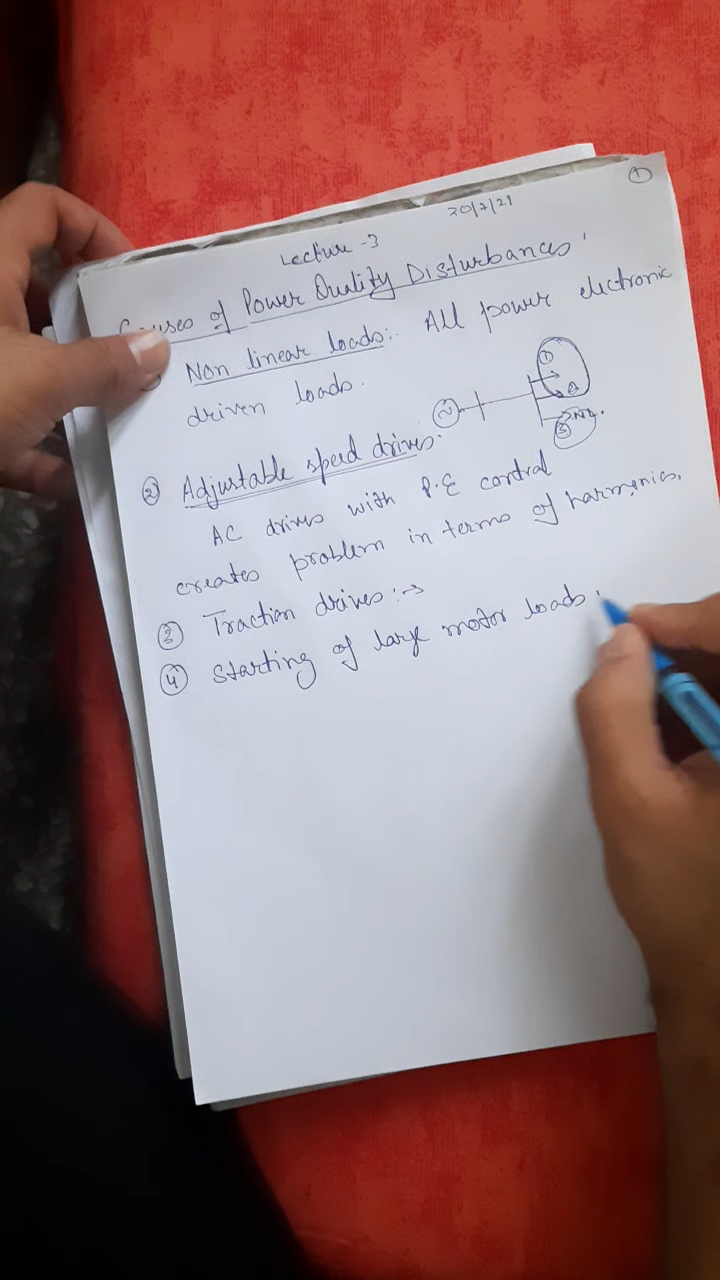 ①
20/7/21
Lecture -3
Causes of Power Quality Disturbances'
Non linear loads:- All power electronic
driven loads.
~ ① ② ③ NL.
② Adjustable speed drives.
AC drives with P.E control
creates problem in terms of harmonics.
③ Traction drives :→
④ Starting of large motor loads.